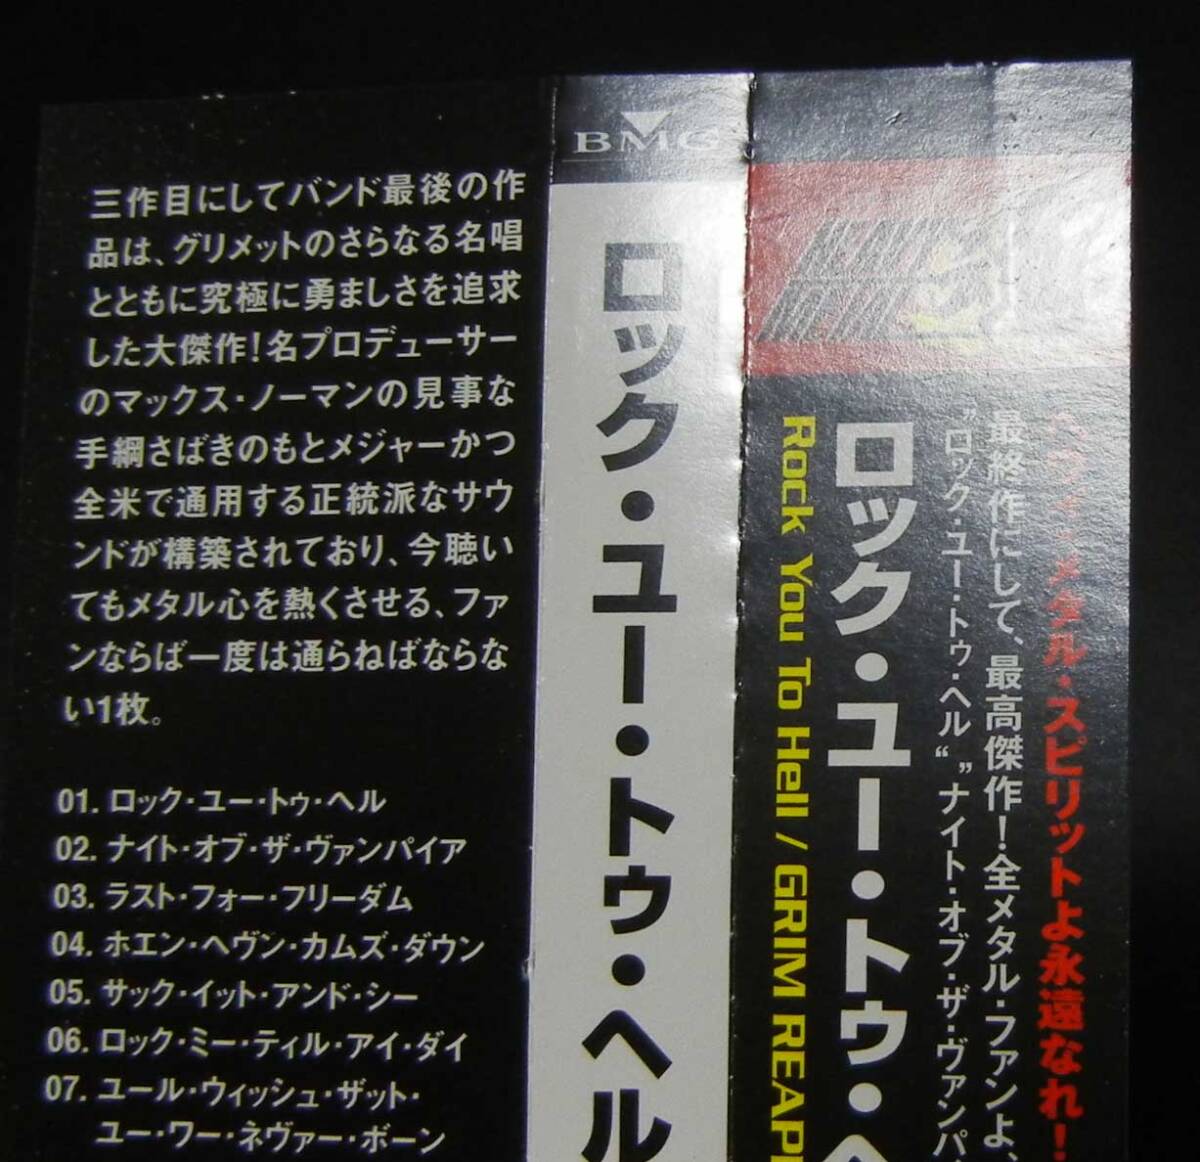 三作目にしてバンド最後の作
品は、グリメットのさらなる名唱
とともに究極に勇ましさを追求
した大傑作！名プロデューサー
のマックス・ノーマンの見事な
手綱さばきのもとメジャーかつ
全米で通用する正統派なサウ
ンドが構築されており、今聴い
てもメタル心を熱くさせる、ファ
ンならば一度は通らねばならな
い1枚。
01. ロック・ユー・トゥ・ヘル
02. ナイト・オブ・ザ・ヴァンパイア
03. ラスト・フォー・フリーダム
04. ホエン・ヘヴン・カムズ・ダウン
05. サック・イット・アンド・シー
06. ロック・ミー・ティル・アイ・ダイ
07. ユール・ウィッシュ・ザット・
ユー・ワー・ネヴァー・ボーン
BMG
ロック・ユー・トゥ・ヘル
ヘヴィ・メタル・スピリットよ永遠なれ！
最終作にして、最高傑作！全メタル・ファンよ、
"ロック・ユー・トゥ・ヘル" "ナイト・オブ・ザ・ヴァンパ
ロック・ユー・トゥ・ヘ
Rock You To Hell / GRIM REAP